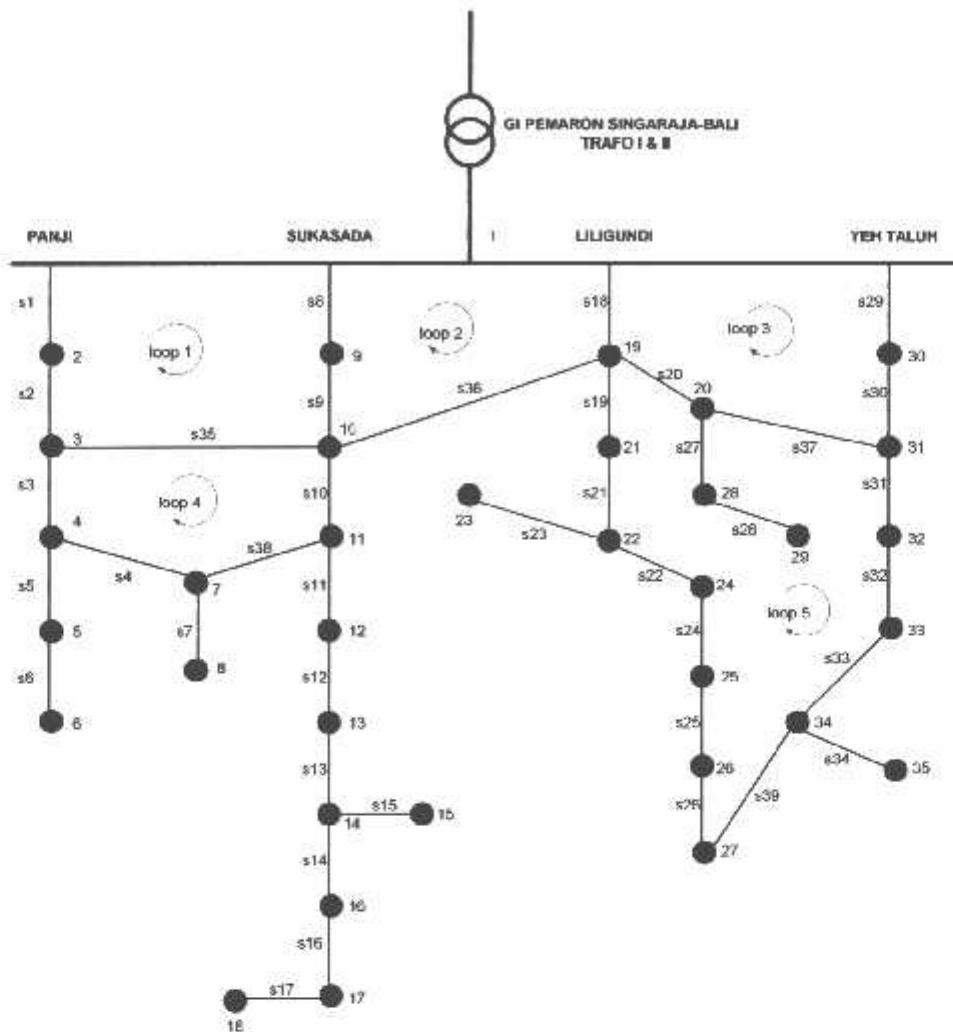 GI PEMARON SINGARAJA-BALI
TRAFO I & II
PANJI SUKASADA I LILIGUNDI YEH TALUH
s1 s8 s18 s29
loop 1 loop 2 loop 3
2 9 19 30
s2 s9 s36 s20 20 s30
s35 s19 s27 s37
3 10 21 31
s3 s10 s21 s31
loop 4
4 23 28
s38 11 s23 22 s28 29 32
s4 7 s22 24
s5 s11 s32
loop 5
s7 s24
5 12 33
s6 8 s12 25 s33
6 13 s25 34
s13 26 s34 35
s15 s26 s39
14 15
s14 27
16
s16
s17 17
18